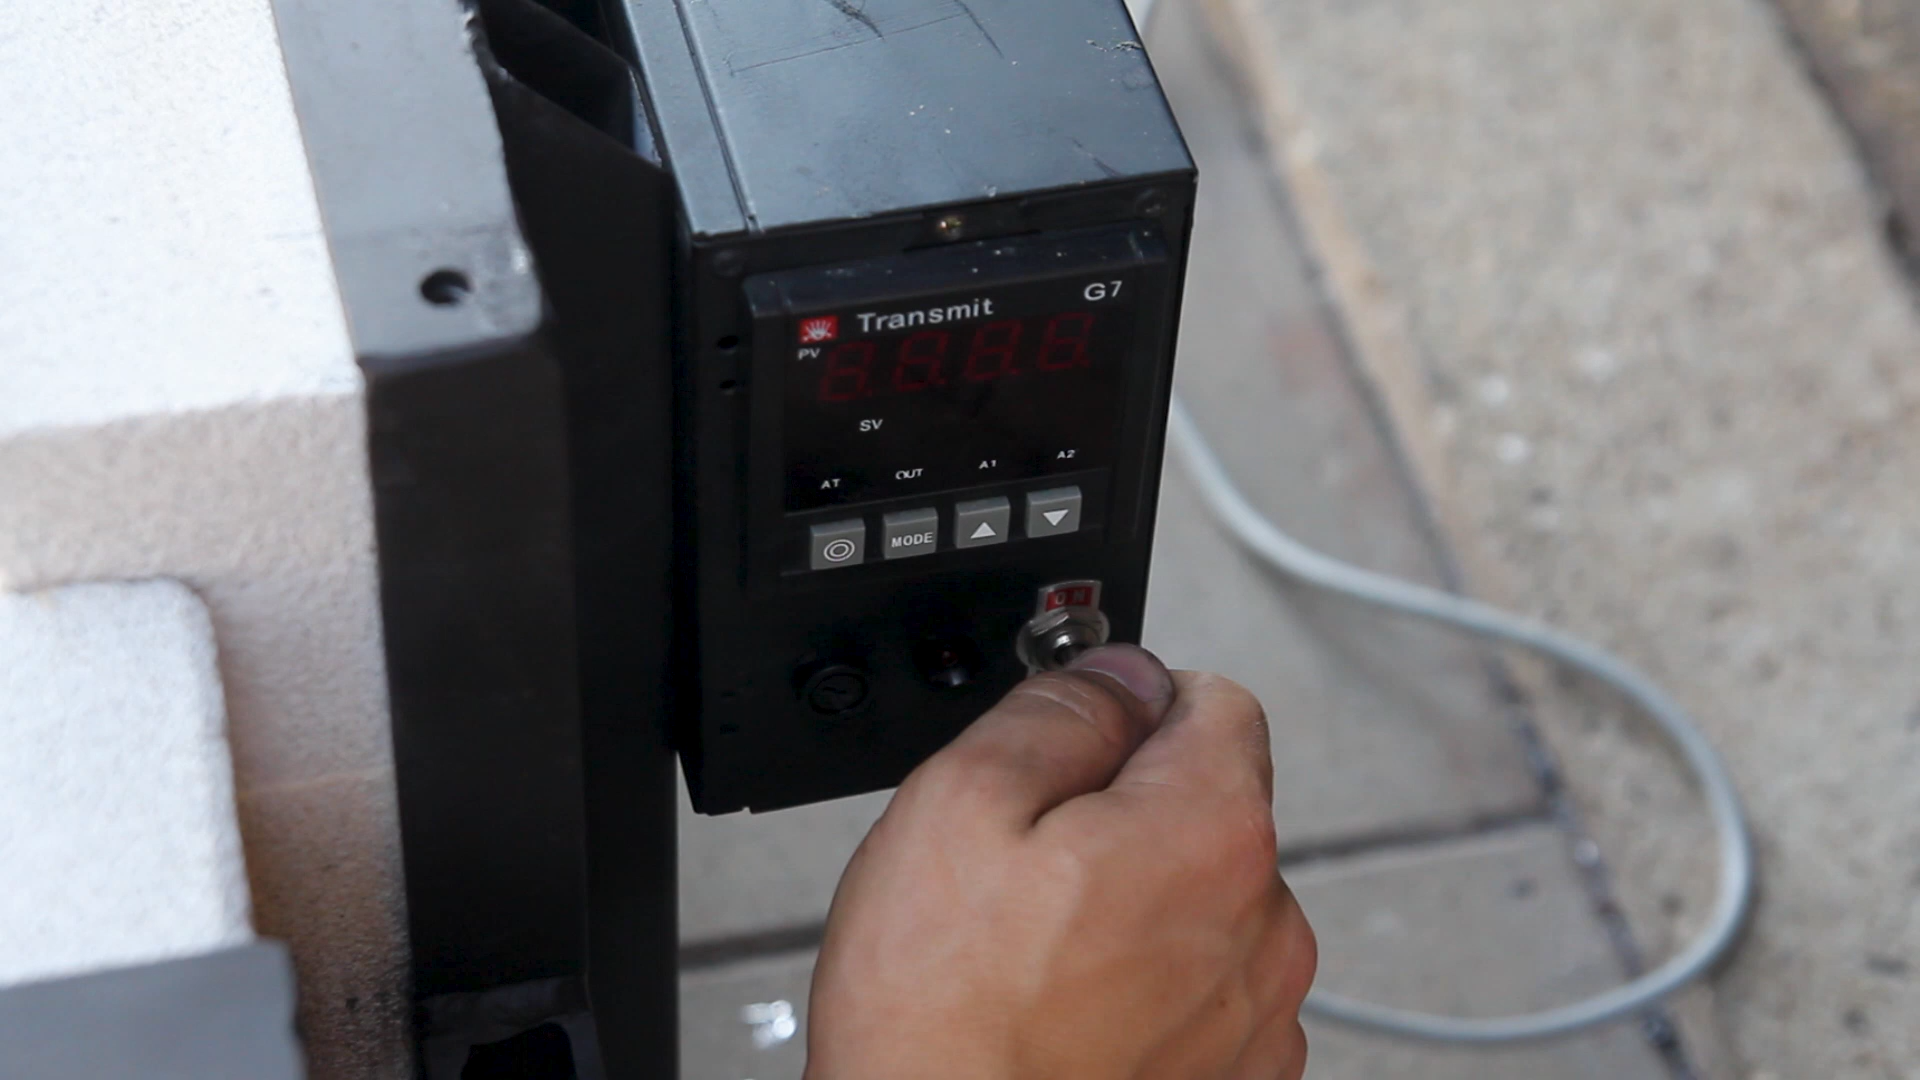 Transmit G7
PV
8.8.8.8.
SV
AT OUT A1 A2
MODE
ON